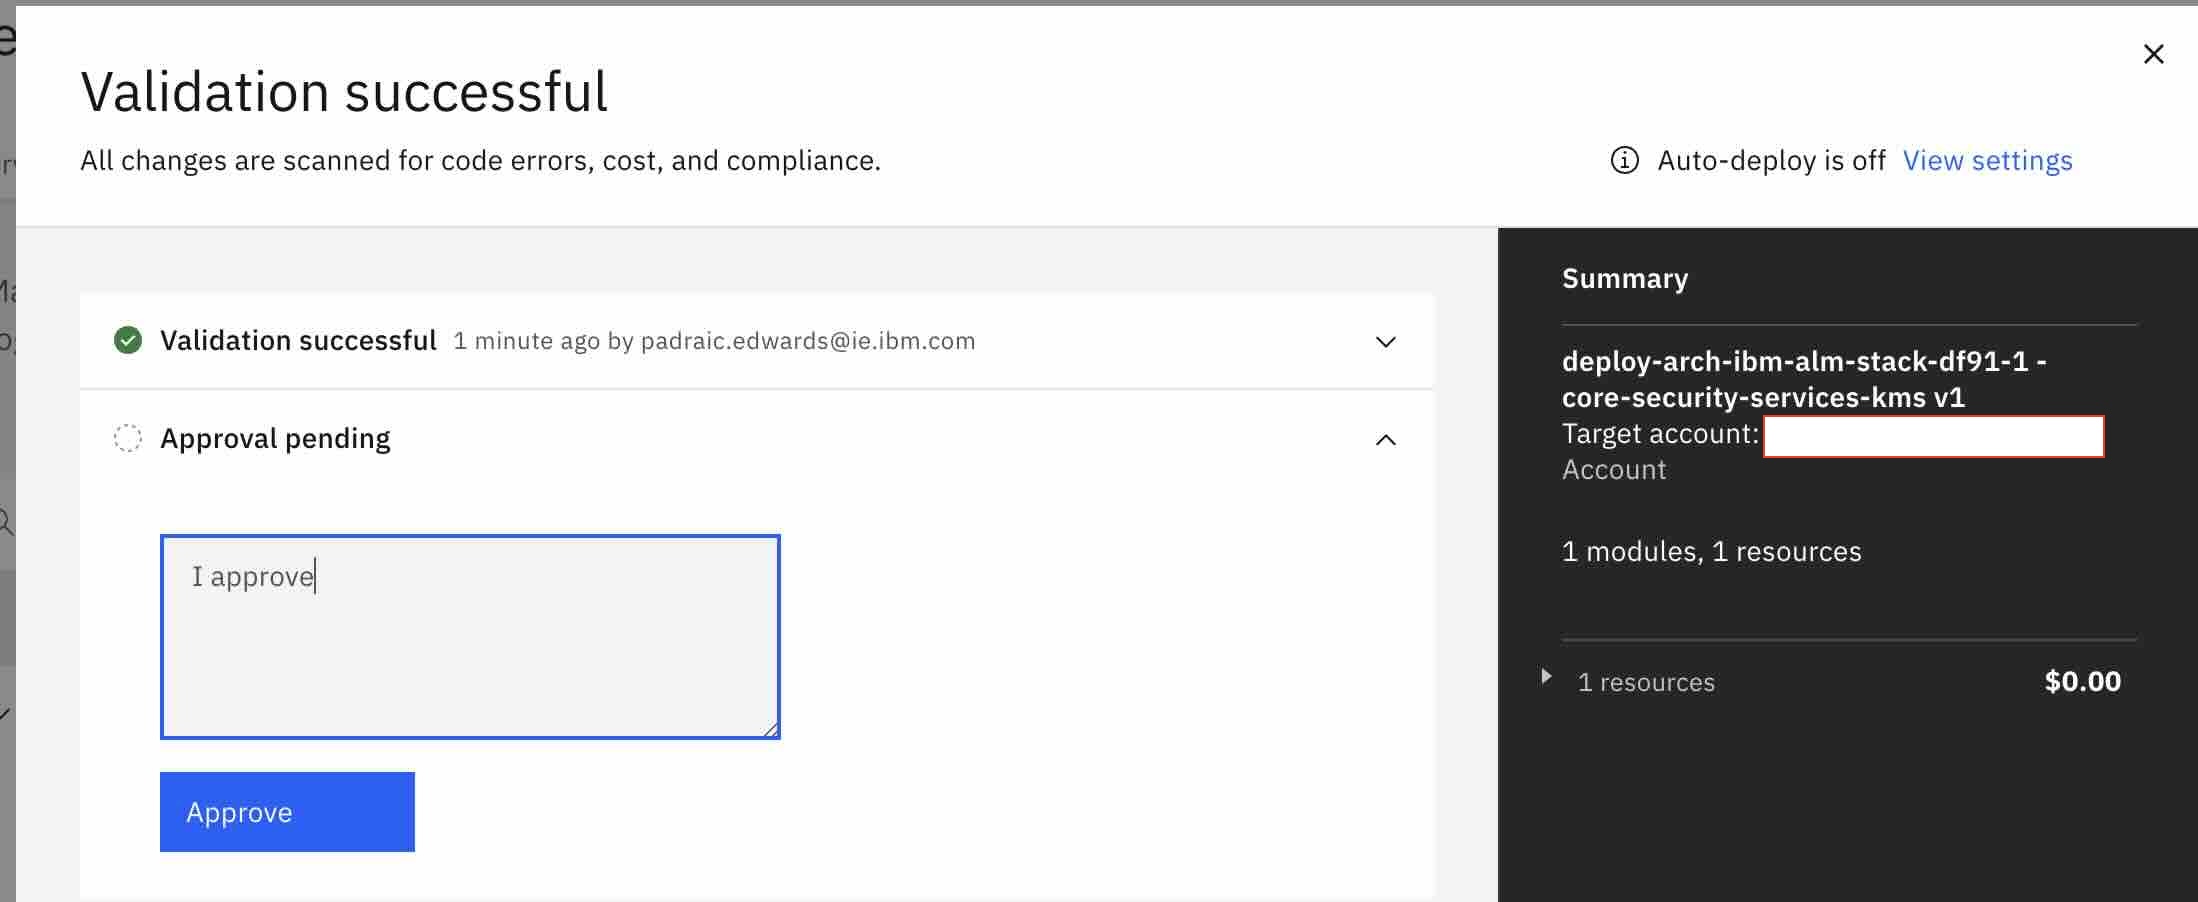 Validation successful
All changes are scanned for code errors, cost, and compliance.
Auto-deploy is off View settings
Validation successful 1 minute ago by padraic.edwards@ie.ibm.com
Approval pending
I approve
Approve
Summary
deploy-arch-ibm-alm-stack-df91-1 -
core-security-services-kms v1
Target account:
Account
1 modules, 1 resources
1 resources $0.00